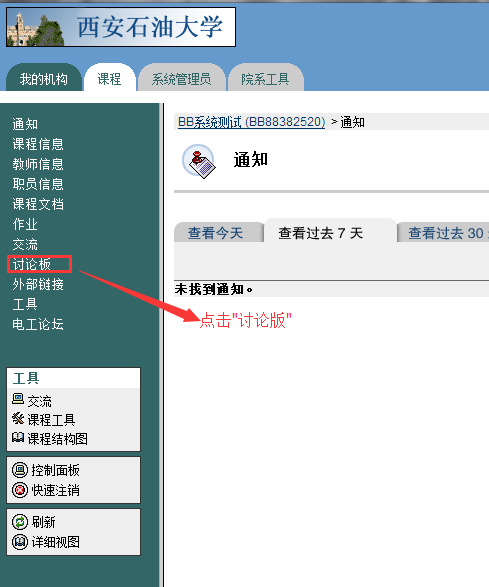 西安石油大学
我的机构 课程 系统管理员 院系工具
通知
课程信息
教师信息
职员信息
课程文档
作业
交流
讨论板
外部链接
工具
电工论坛
工具
交流
课程工具
课程结构图
控制面板
快速注销
刷新
详细视图
BB系统测试 (BB88382520) > 通知
通知
查看今天 查看过去 7 天 查看过去 30
未找到通知。
点击"讨论版"